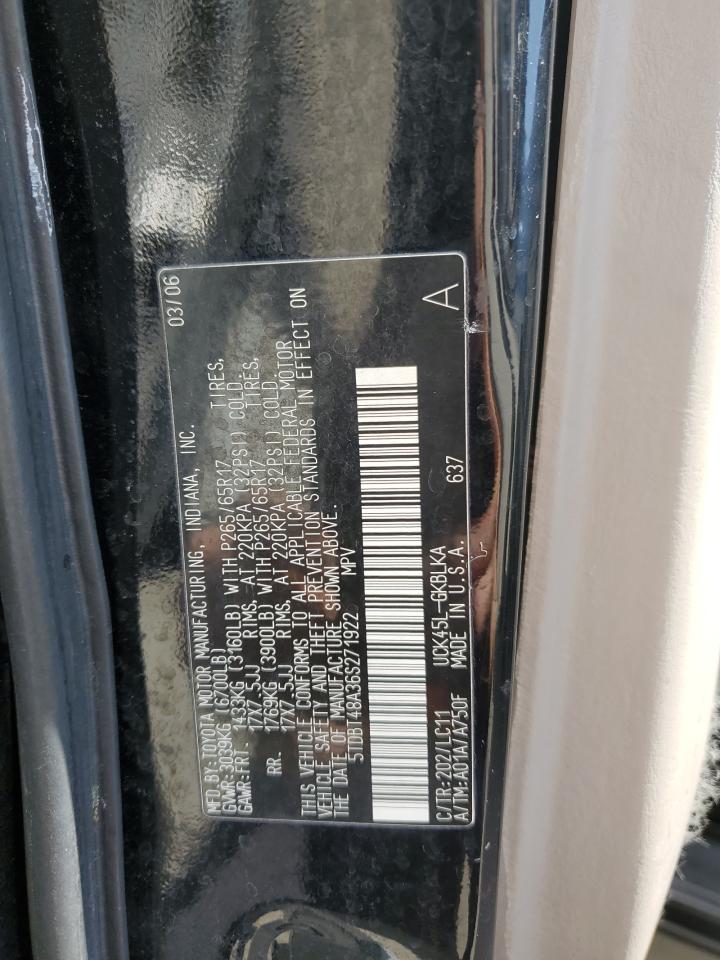 MFD.BY:TOYOTA MOTOR MANUFACTURING, INDIANA, INC. 03/06
GVWR:3039KG (6700LB)
GAWR:FRT. 1433KG (3160LB) WITH P265/65R17 TIRES,
17X7.5JJ RIMS, AT 220KPA (32PSI) COLD.
RR. 1769KG (3900LB) WITH P265/65R17 TIRES,
17X7.5JJ RIMS, AT 220KPA (32PSI) COLD.
THIS VEHICLE CONFORMS TO ALL APPLICABLE FEDERAL MOTOR
VEHICLE SAFETY AND THEFT PREVENTION STANDARDS IN EFFECT ON
THE DATE OF MANUFACTURE SHOWN ABOVE.
5TDBT48A36S271922 MPV
C/TR:202/LC11 UCK45L-GKBLKA A
A/TM:A01A/A750F MADE IN U.S.A. 637